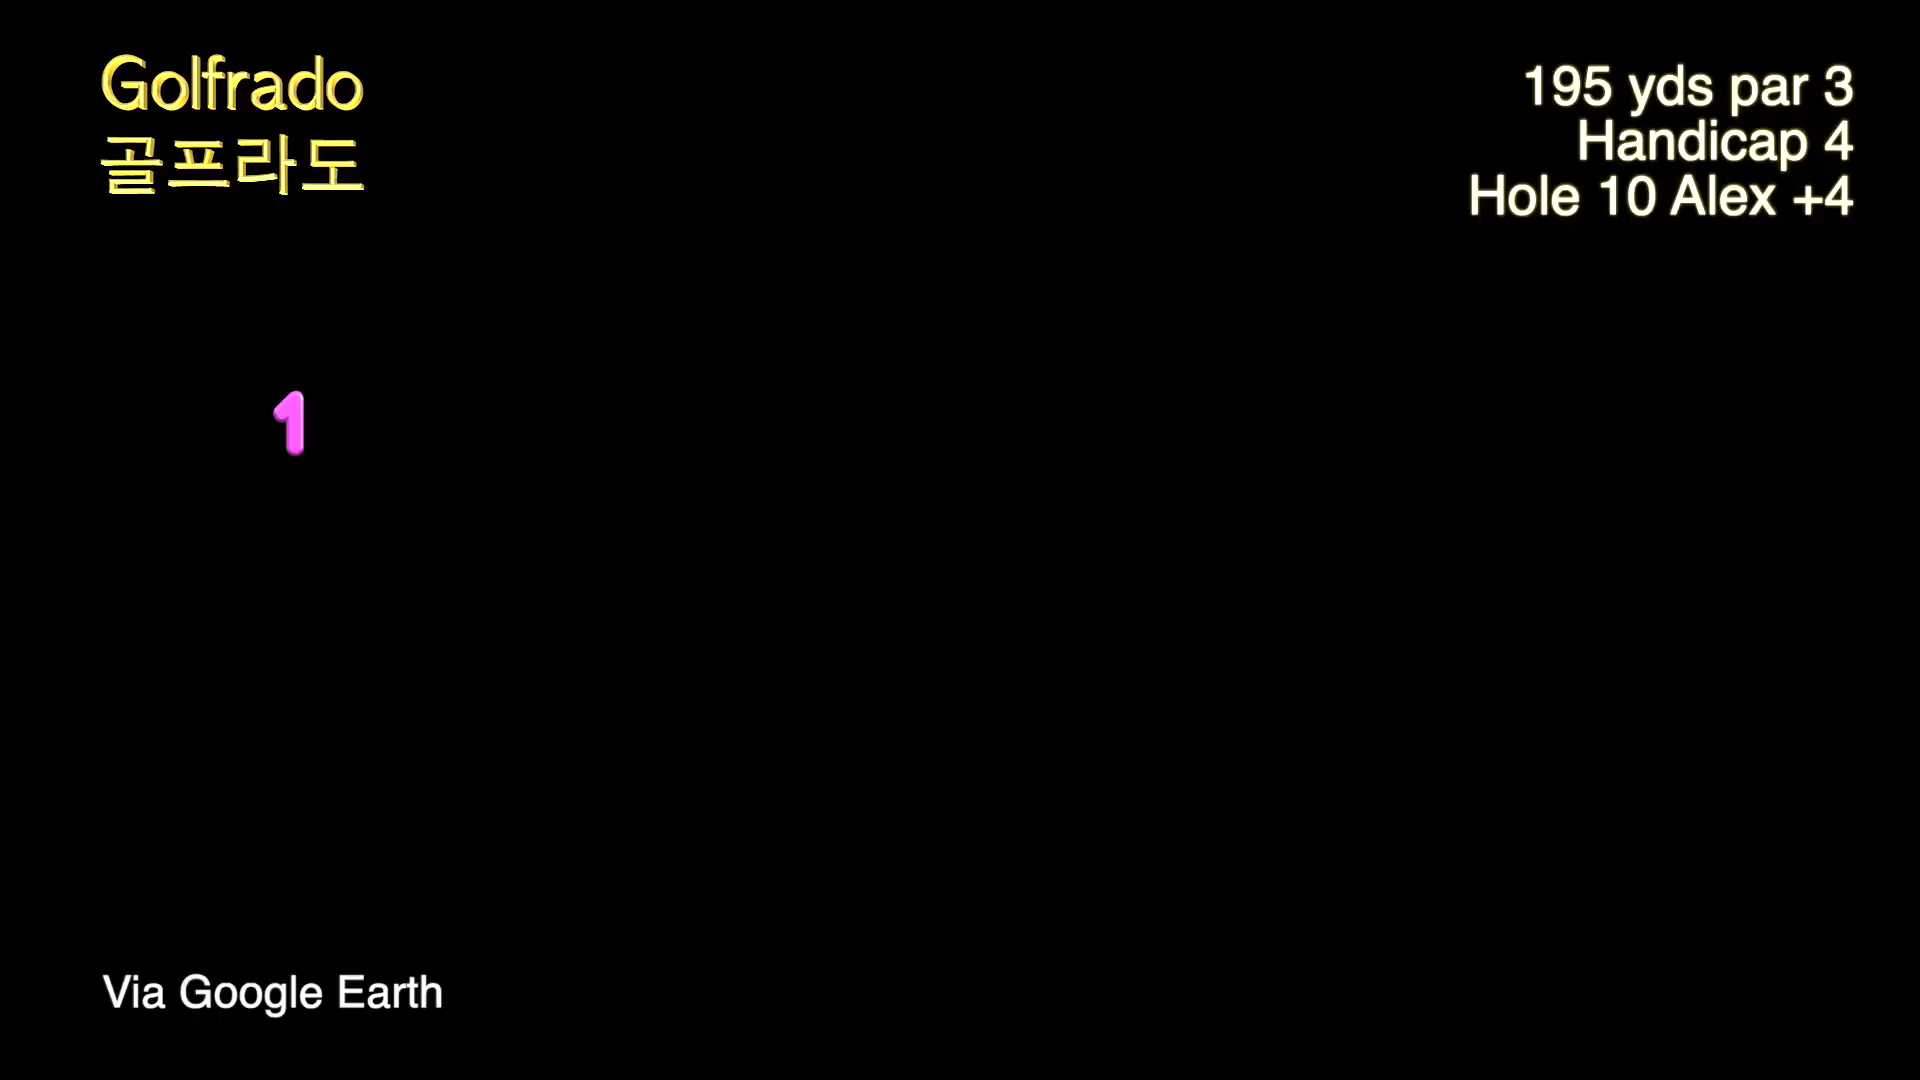 Golfrado
골프라도
195 yds par 3
Handicap 4
Hole 10 Alex +4
1
Via Google Earth